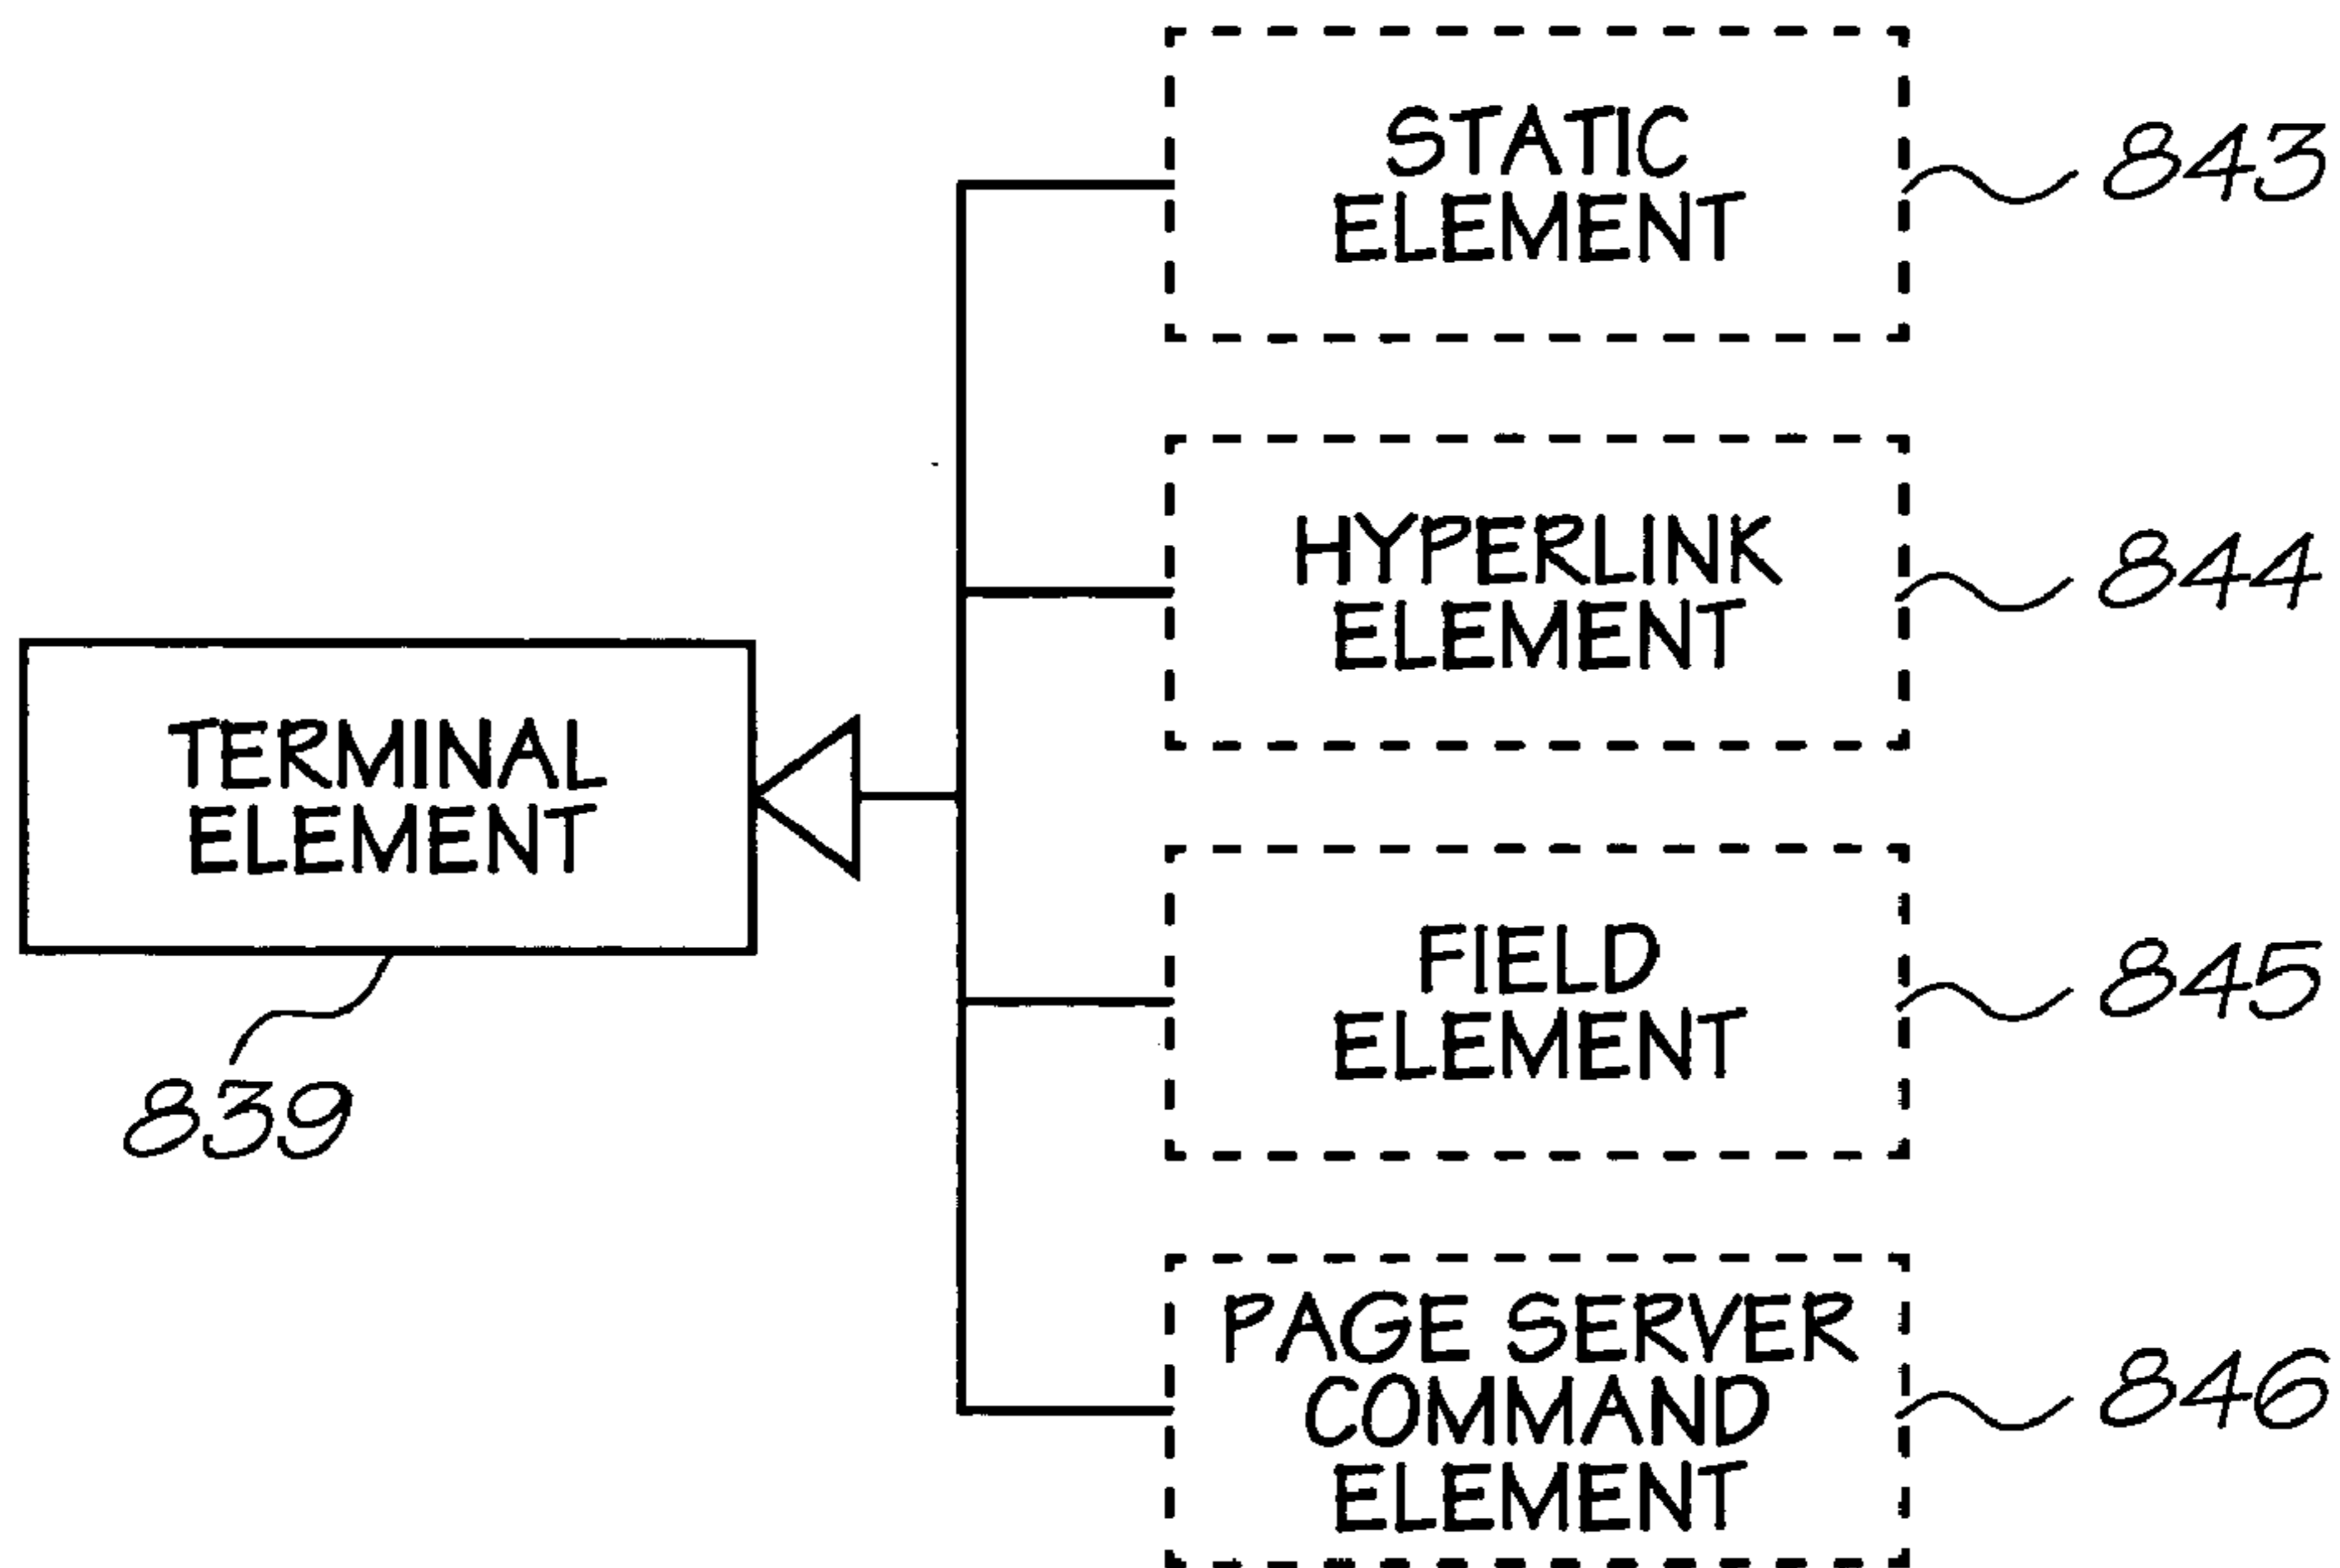 STATIC
ELEMENT
843
HYPERLINK
ELEMENT
844
TERMINAL
ELEMENT
839
FIELD
ELEMENT
845
PAGE SERVER
COMMAND
ELEMENT
846